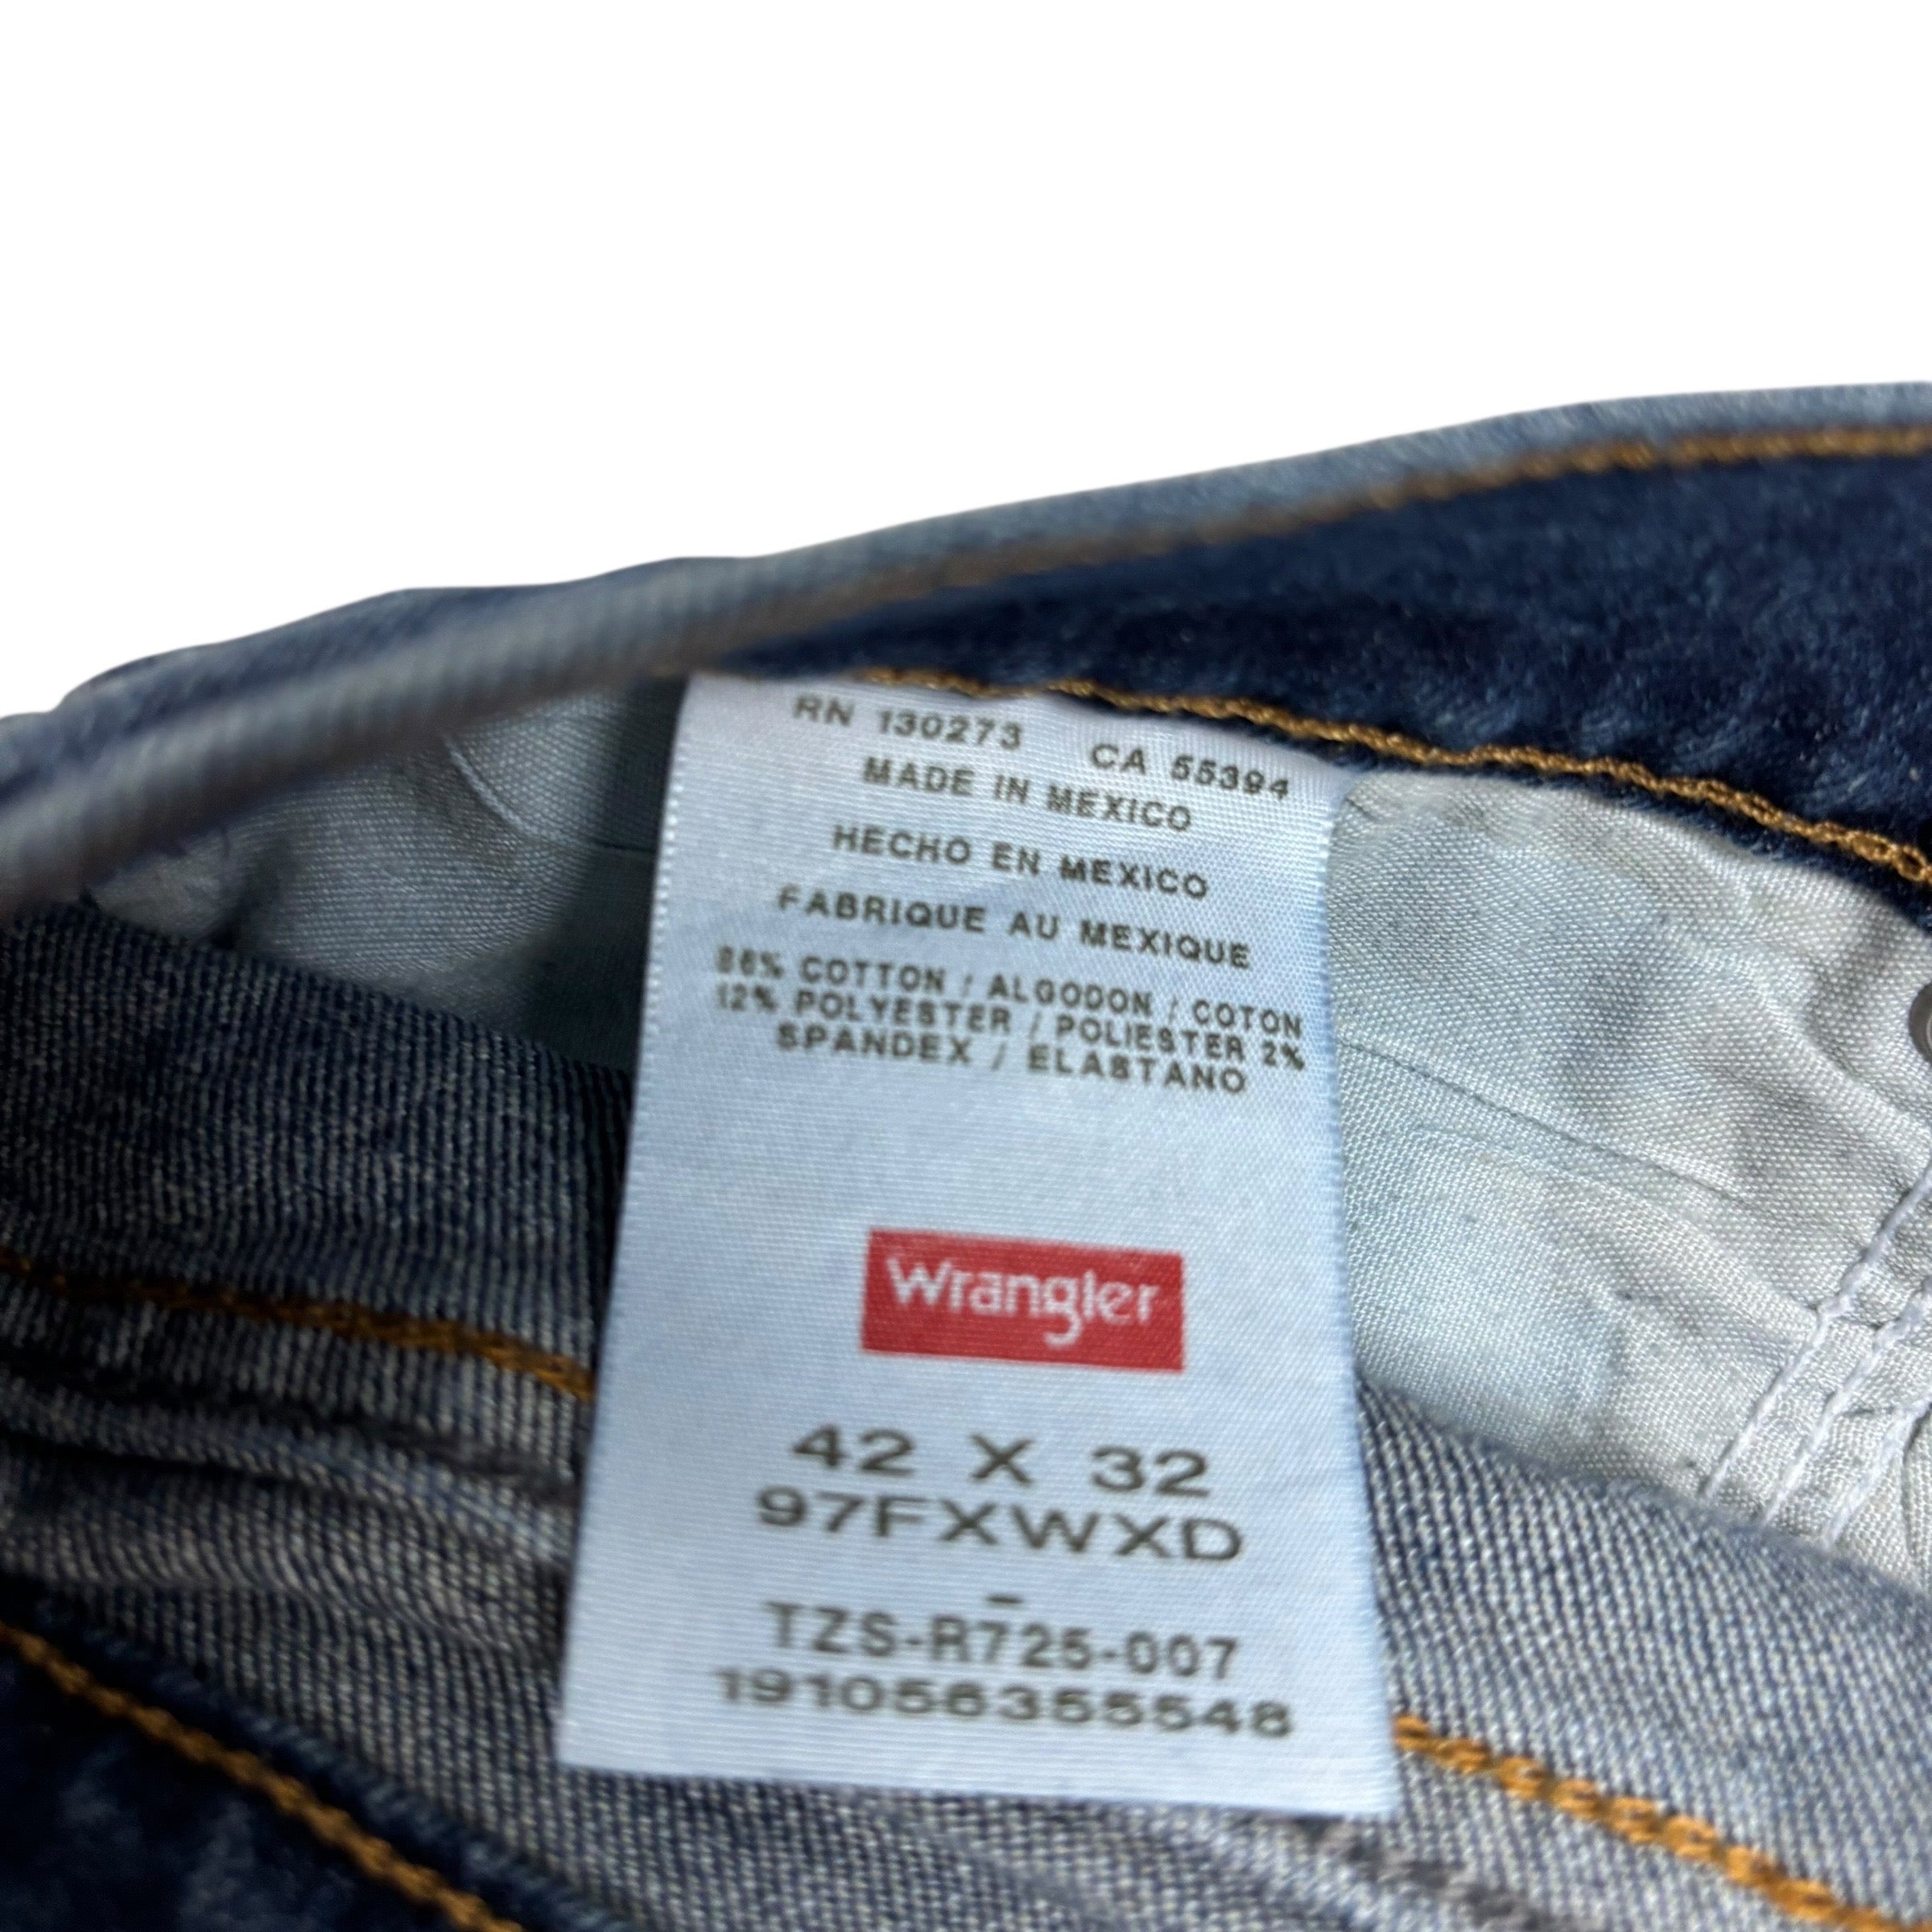 RN 130273 CA 55394
MADE IN MEXICO
HECHO EN MEXICO
FABRIQUE AU MEXIQUE
86% COTTON / ALGODON / COTON
12% POLYESTER / POLIESTER 2%
SPANDEX / ELASTANO
Wrangler
42 X 32
97FXWXD
-
TZS-R725-007
191056355548